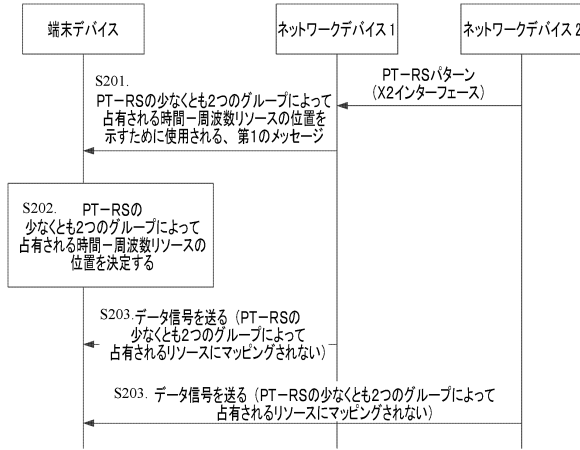 端末デバイス
ネットワークデバイス1
ネットワークデバイス2
PT-RSパターン
(X2インターフェース)
S201.
PT-RSの少なくとも2つのグループによって
占有される時間-周波数リソースの位置を
示すために使用される、第1のメッセージ
S202. PT-RSの
少なくとも2つのグループによって
占有される時間-周波数リソースの
位置を決定する
S203.データ信号を送る(PT-RSの
少なくとも2つのグループによって
占有されるリソースにマッピングされない)
S203. データ信号を送る(PT-RSの少なくとも2つのグループによって
占有されるリソースにマッピングされない)